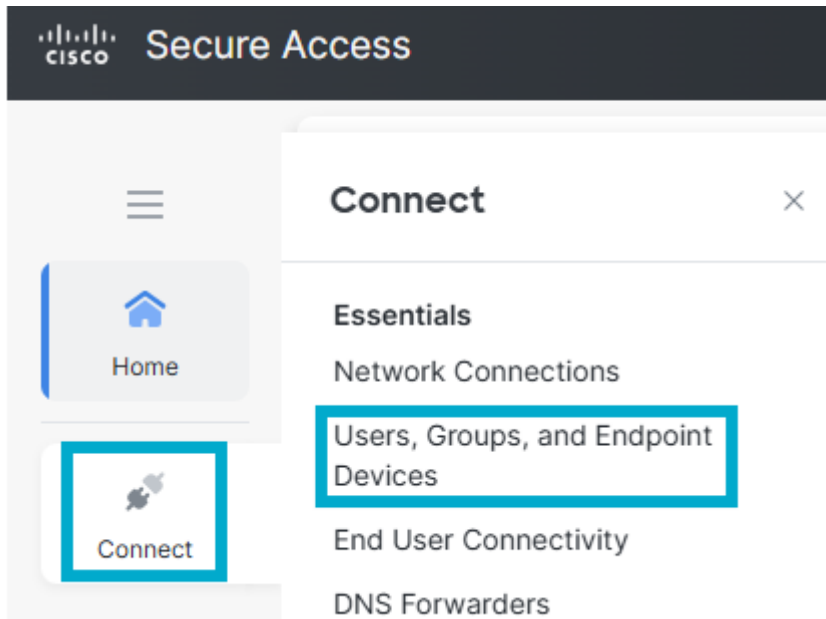 CISCO Secure Access
Connect
Home
Essentials
Network Connections
Users, Groups, and Endpoint
Devices
Connect
End User Connectivity
DNS Forwarders